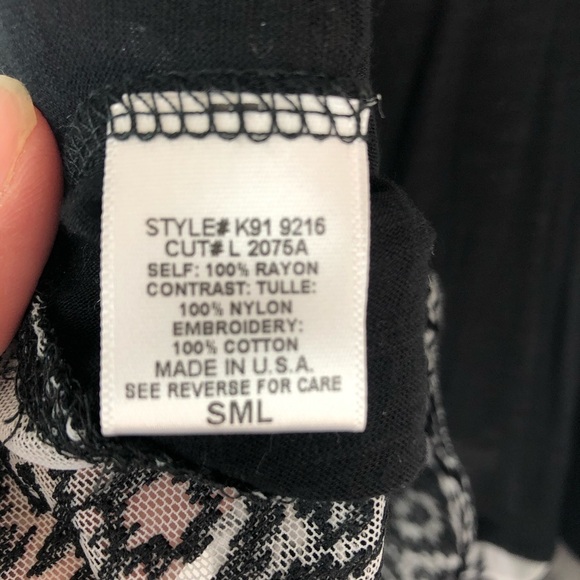 STYLE# K91 9216
CUT# L 2075A
SELF: 100% RAYON
CONTRAST: TULLE:
100% NYLON
EMBROIDERY:
100% COTTON
MADE IN U.S.A.
SEE REVERSE FOR CARE
SML